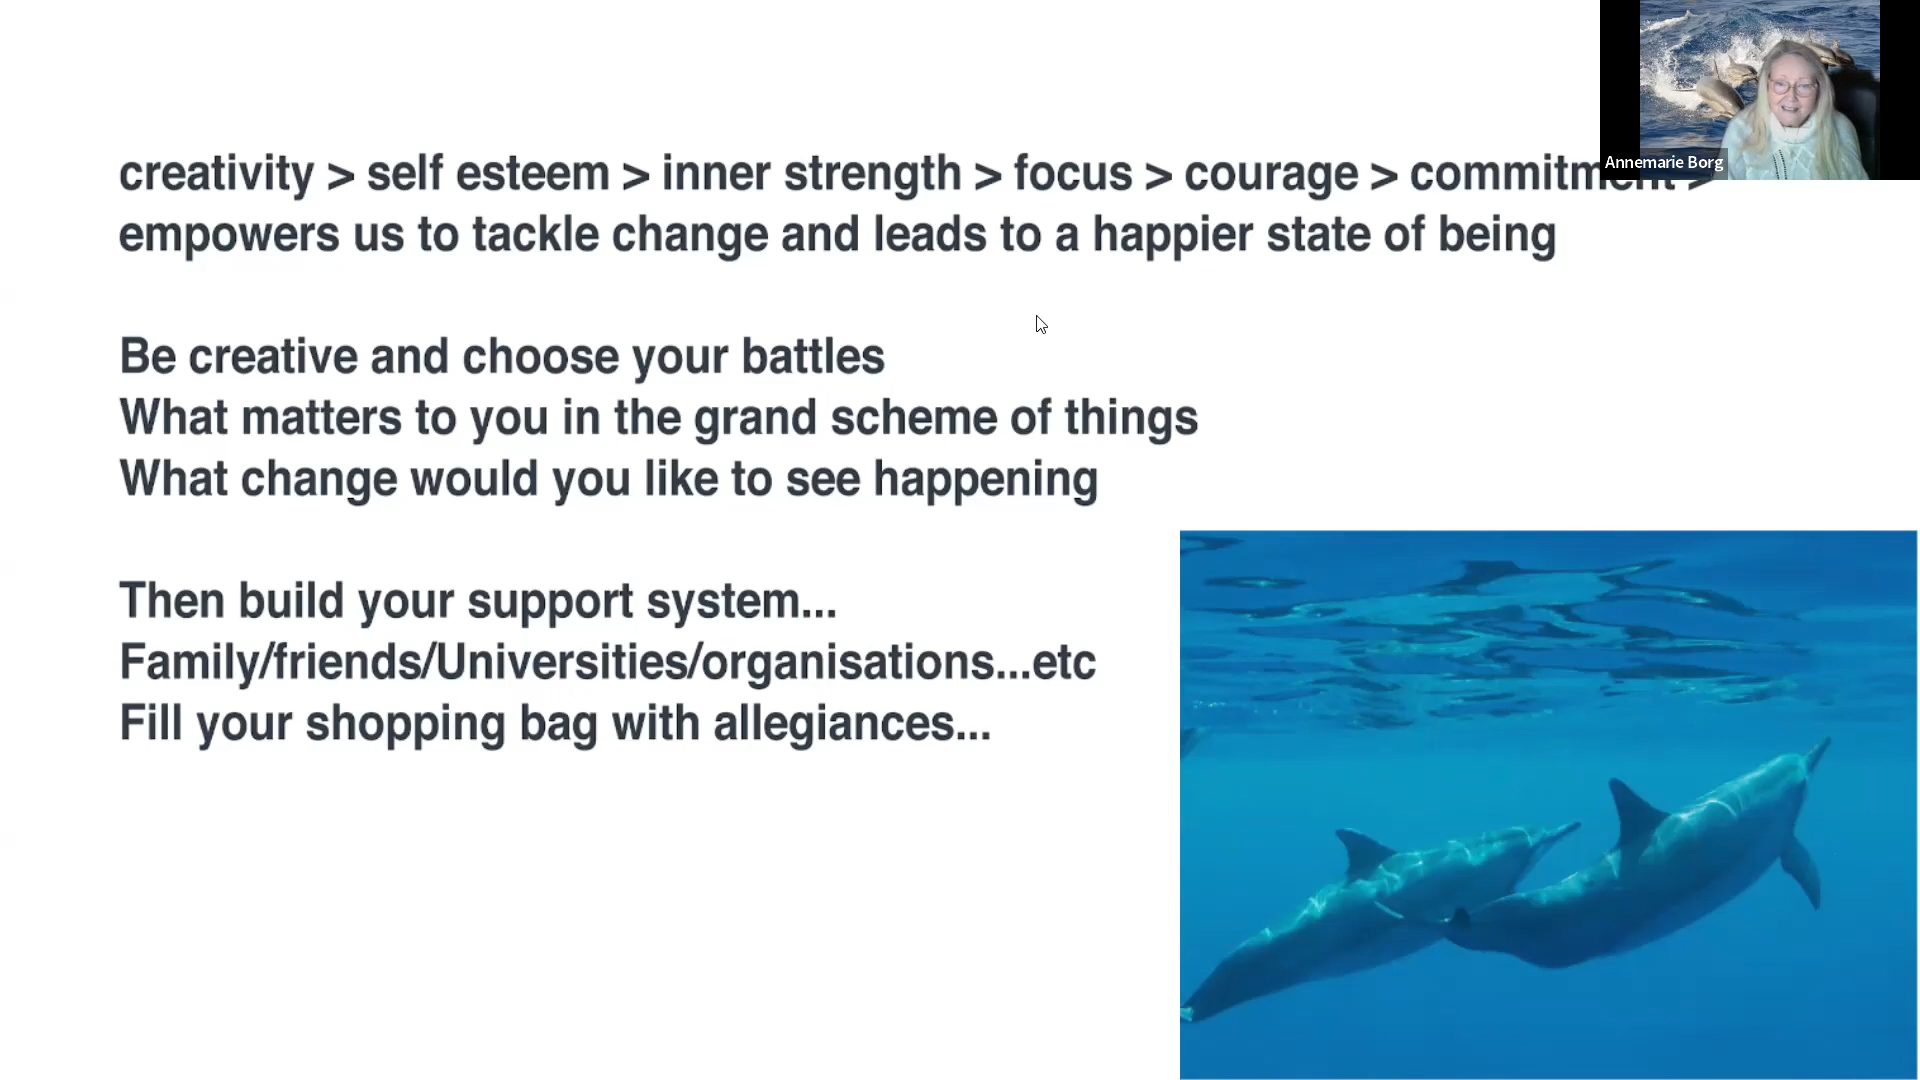 creativity > self esteem > inner strength > focus > courage > commitment >
empowers us to tackle change and leads to a happier state of being
Be creative and choose your battles
What matters to you in the grand scheme of things
What change would you like to see happening
Then build your support system...
Family/friends/Universities/organisations...etc
Fill your shopping bag with allegiances...
Annemarie Borg